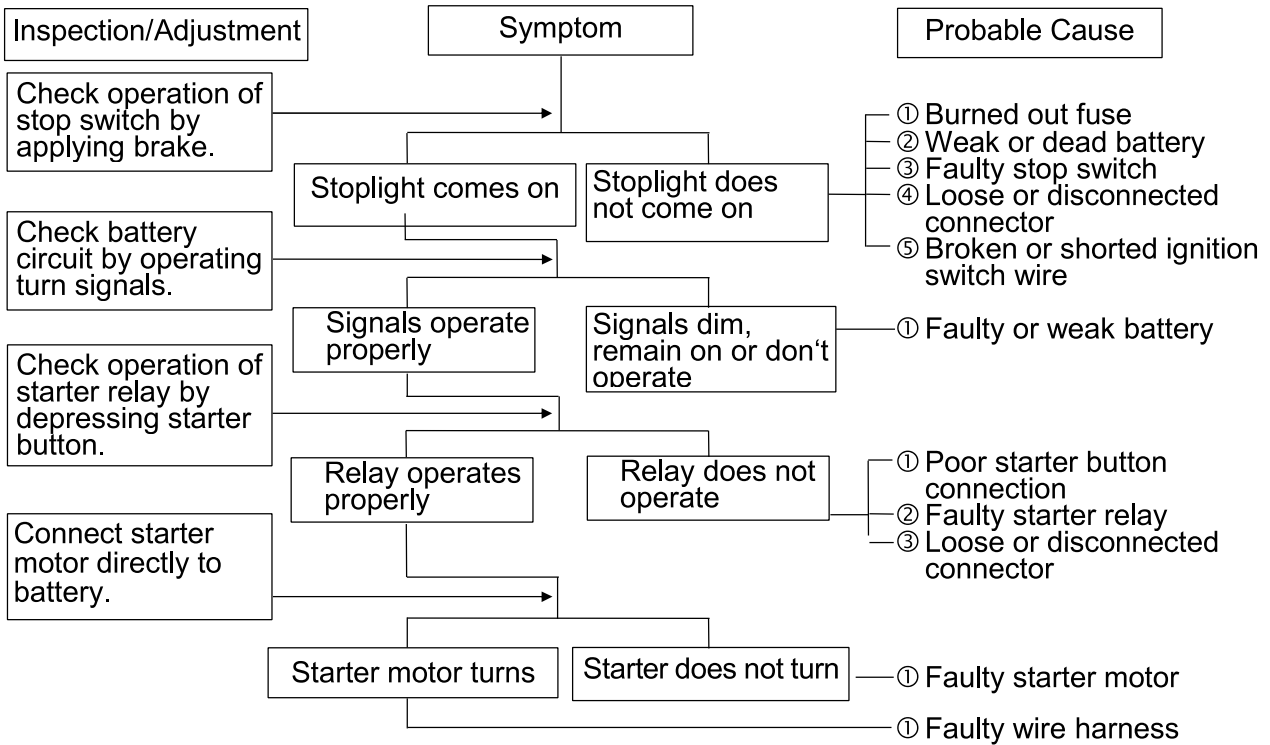 Inspection/Adjustment
Symptom
Probable Cause
Check operation of
stop switch by
applying brake.
Stoplight comes on
Stoplight does
not come on
① Burned out fuse
② Weak or dead battery
③ Faulty stop switch
④ Loose or disconnected
connector
⑤ Broken or shorted ignition
switch wire
Check battery
circuit by operating
turn signals.
Signals operate
properly
Signals dim,
remain on or don‘t
operate
① Faulty or weak battery
Check operation of
starter relay by
depressing starter
button.
Relay operates
properly
Relay does not
operate
① Poor starter button
connection
② Faulty starter relay
③ Loose or disconnected
connector
Connect starter
motor directly to
battery.
Starter motor turns
Starter does not turn
① Faulty starter motor
① Faulty wire harness